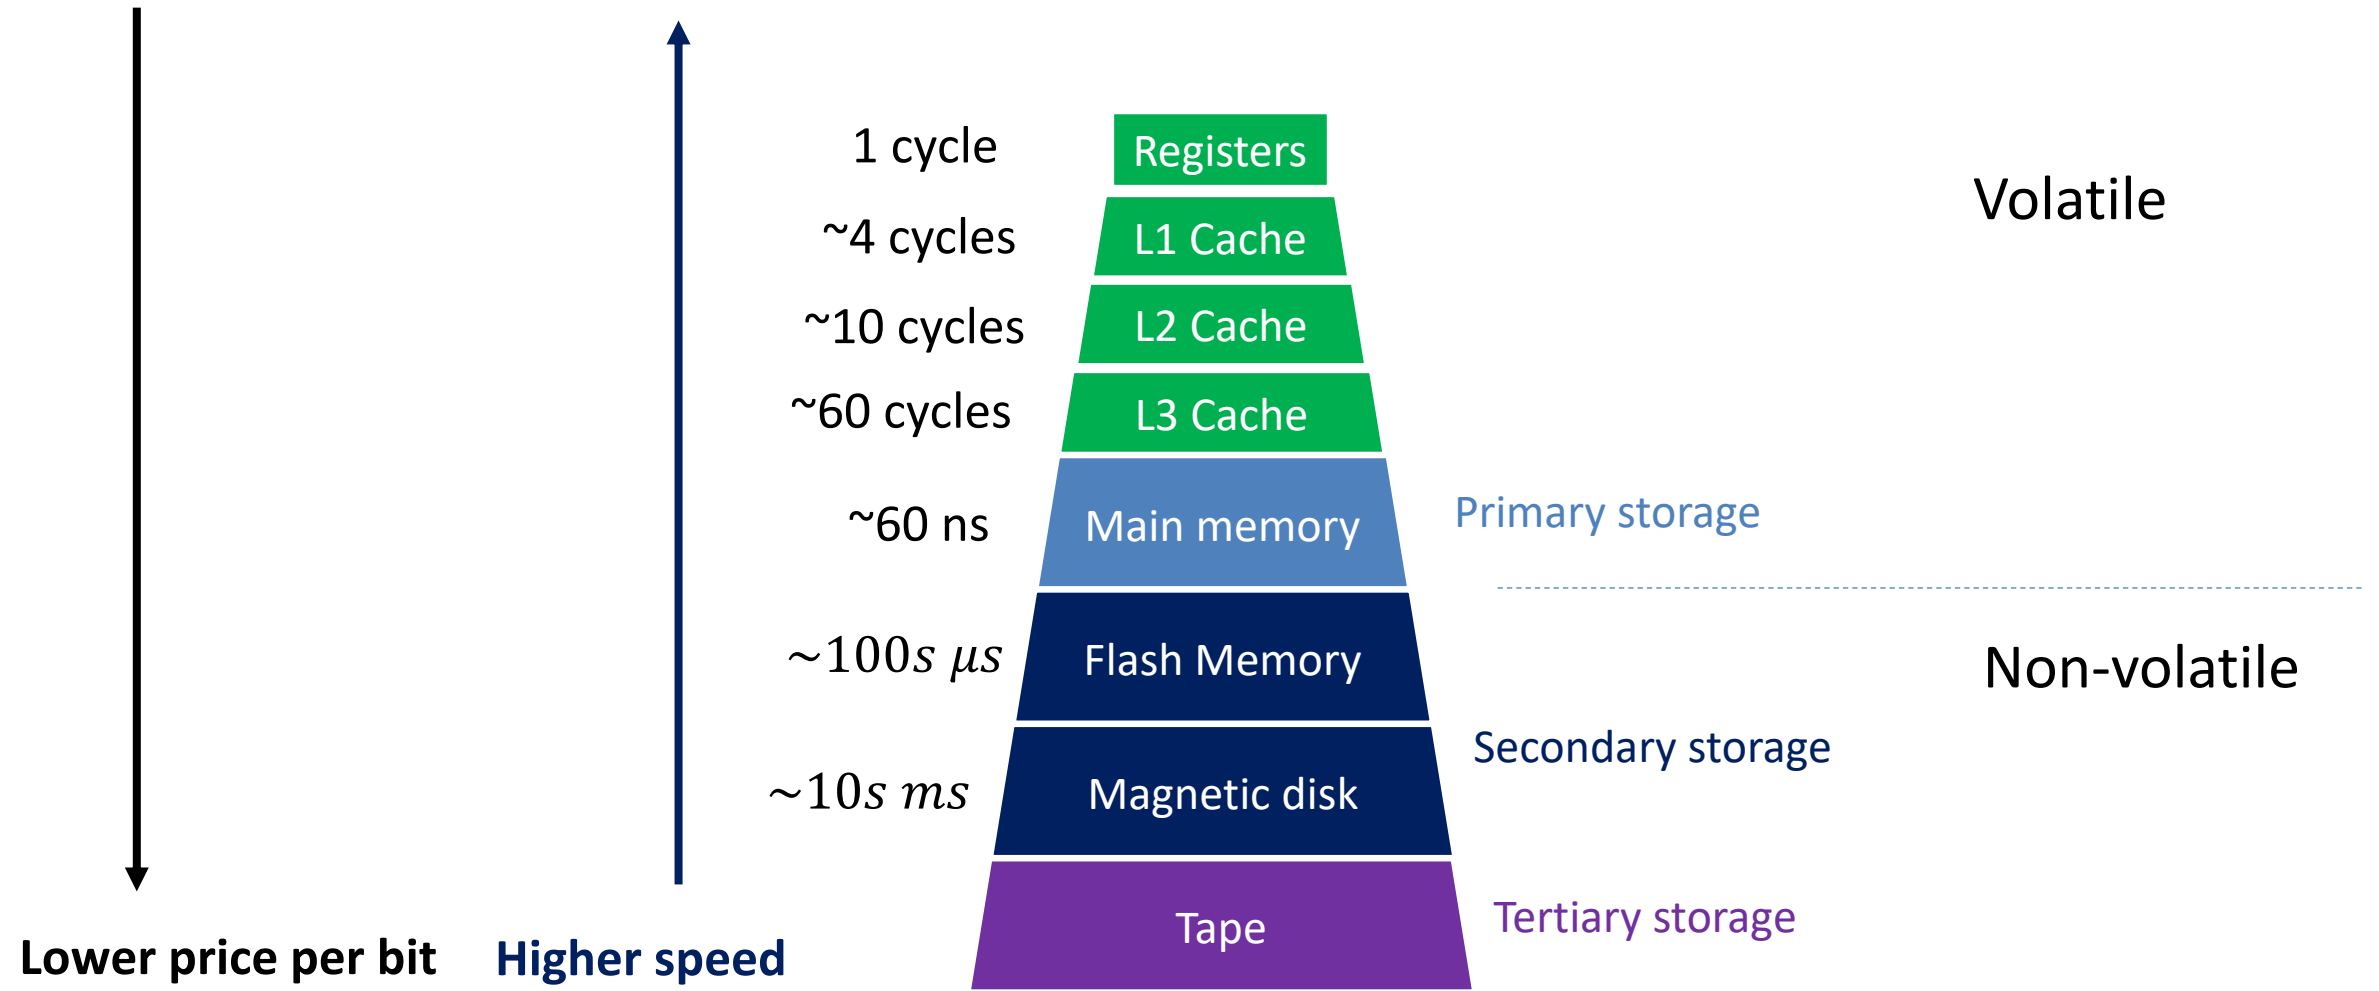 1 cycle
Registers
Volatile
~4 cycles
L1 Cache
~10 cycles
L2 Cache
~60 cycles
L3 Cache
~60 ns
Main memory
Primary storage
~100s μs
Flash Memory
Non-volatile
Secondary storage
~10s ms
Magnetic disk
Tape
Tertiary storage
Lower price per bit
Higher speed